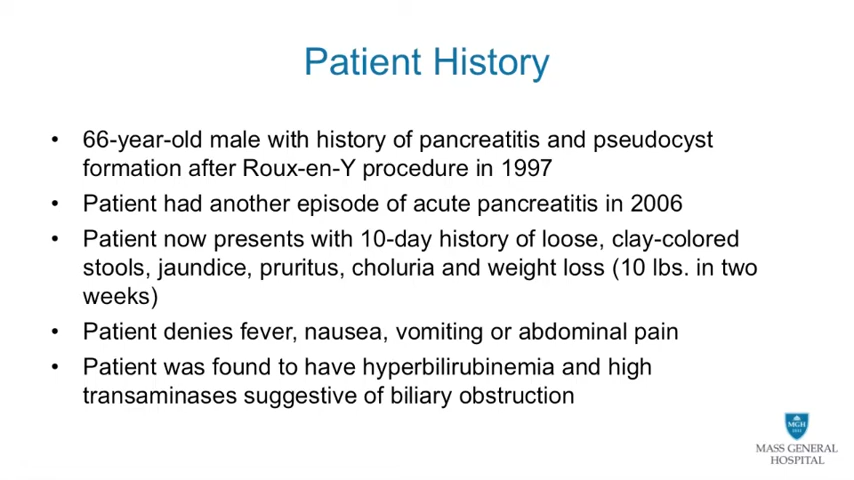 Patient History
• 66-year-old male with history of pancreatitis and pseudocyst
formation after Roux-en-Y procedure in 1997
• Patient had another episode of acute pancreatitis in 2006
• Patient now presents with 10-day history of loose, clay-colored
stools, jaundice, pruritus, choluria and weight loss (10 lbs. in two
weeks)
• Patient denies fever, nausea, vomiting or abdominal pain
• Patient was found to have hyperbilirubinemia and high
transaminases suggestive of biliary obstruction
MGH
MASS GENERAL
HOSPITAL